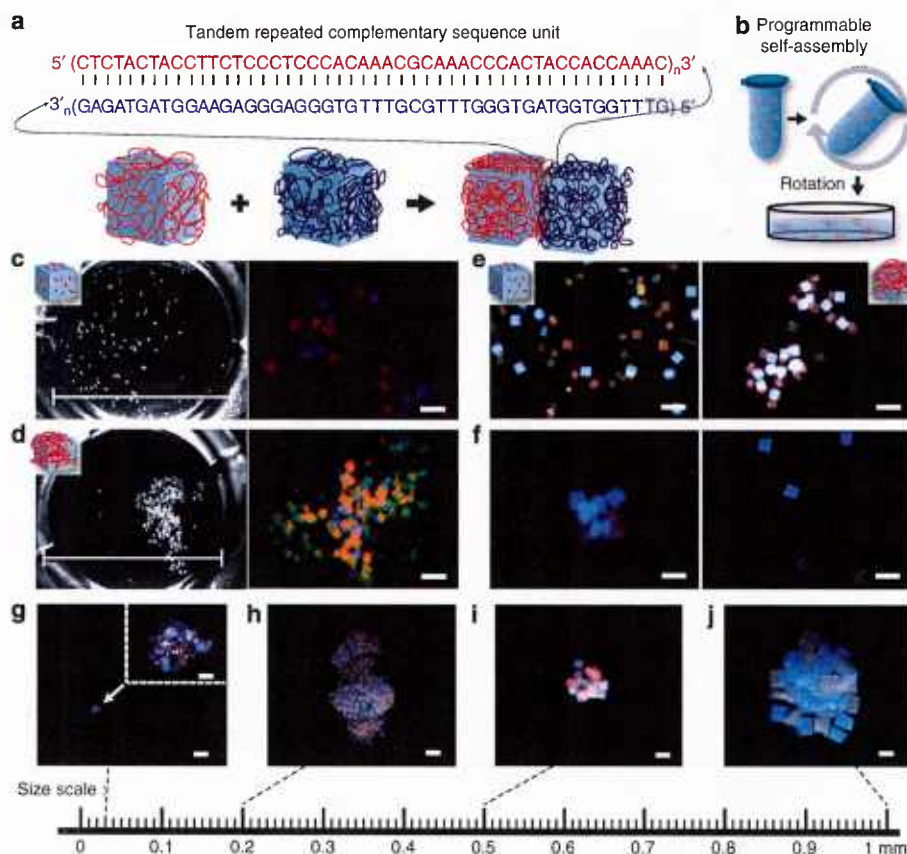 a
Tandem repeated complementary sequence unit
5′ (CTCTACTACCTTCTCCCTCCCACAAACGCAAACCCACTACCACCAAAC)n3′
3′n(GAGATGATGGAAGAGGGAGGGTGTTTGCGTTTGGGTGATGGTGGTTTG) 5′
b Programmable
self-assembly
Rotation
c
e
d
f
g
h
i
j
Size scale
0 0.1 0.2 0.3 0.4 0.5 0.6 0.7 0.8 0.9 1 mm